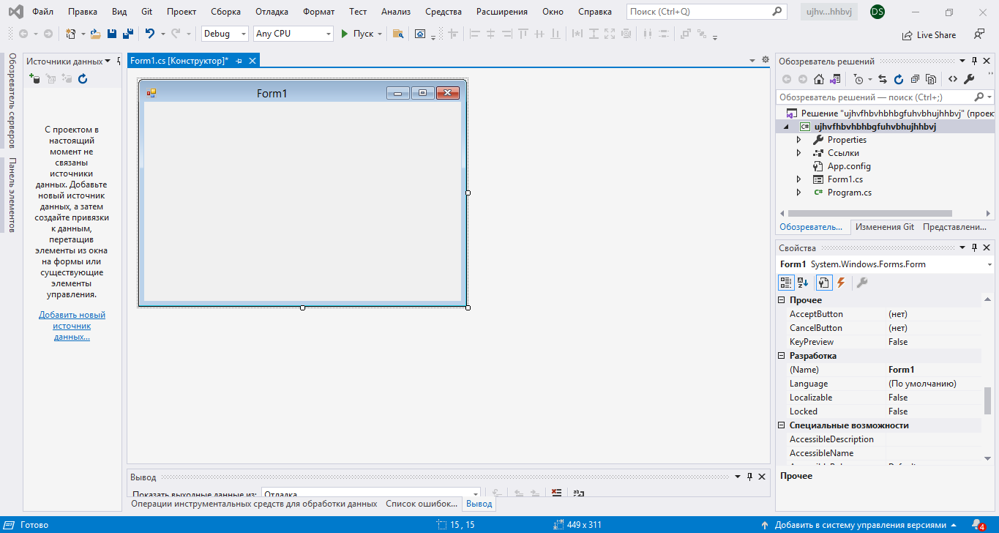 Файл Правка Вид Git Проект Сборка Отладка Формат Тест Анализ Средства Расширения Окно Справка Поиск (Ctrl+Q) ujhv...hhbvj DS
Debug Any CPU Пуск Live Share
Обозреватель серверов
Панель элементов
Источники данных
С проектом в
настоящий
момент не
связаны
источники
данных. Добавьте
новый источник
данных, а затем
создайте привязки
к данным,
перетащив
элементы из окна
на формы или
существующие
элементы
управления.
Добавить новый
источник
данных...
Form1.cs [Конструктор]*
Form1
Вывод
Показать выходные данные из: Отладка
Операции инструментальных средств для обработки данных Список ошибок... Вывод
Обозреватель решений
Обозреватель решений — поиск (Ctrl+;)
Решение "ujhvfhbvhbhbgfuhvbhujhhbvj" (проек
ujhvfhbvhbhbgfuhvbhujhhbvj
Properties
Ссылки
App.config
Form1.cs
Program.cs
Обозреватель... Изменения Git Представлени...
Свойства
Form1 System.Windows.Forms.Form
Прочее
AcceptButton (нет)
CancelButton (нет)
KeyPreview False
Разработка
(Name) Form1
Language (По умолчанию)
Localizable False
Locked False
Специальные возможности
AccessibleDescription
AccessibleName
Прочее
Готово 15 , 15 449 x 311 Добавить в систему управления версиями 4